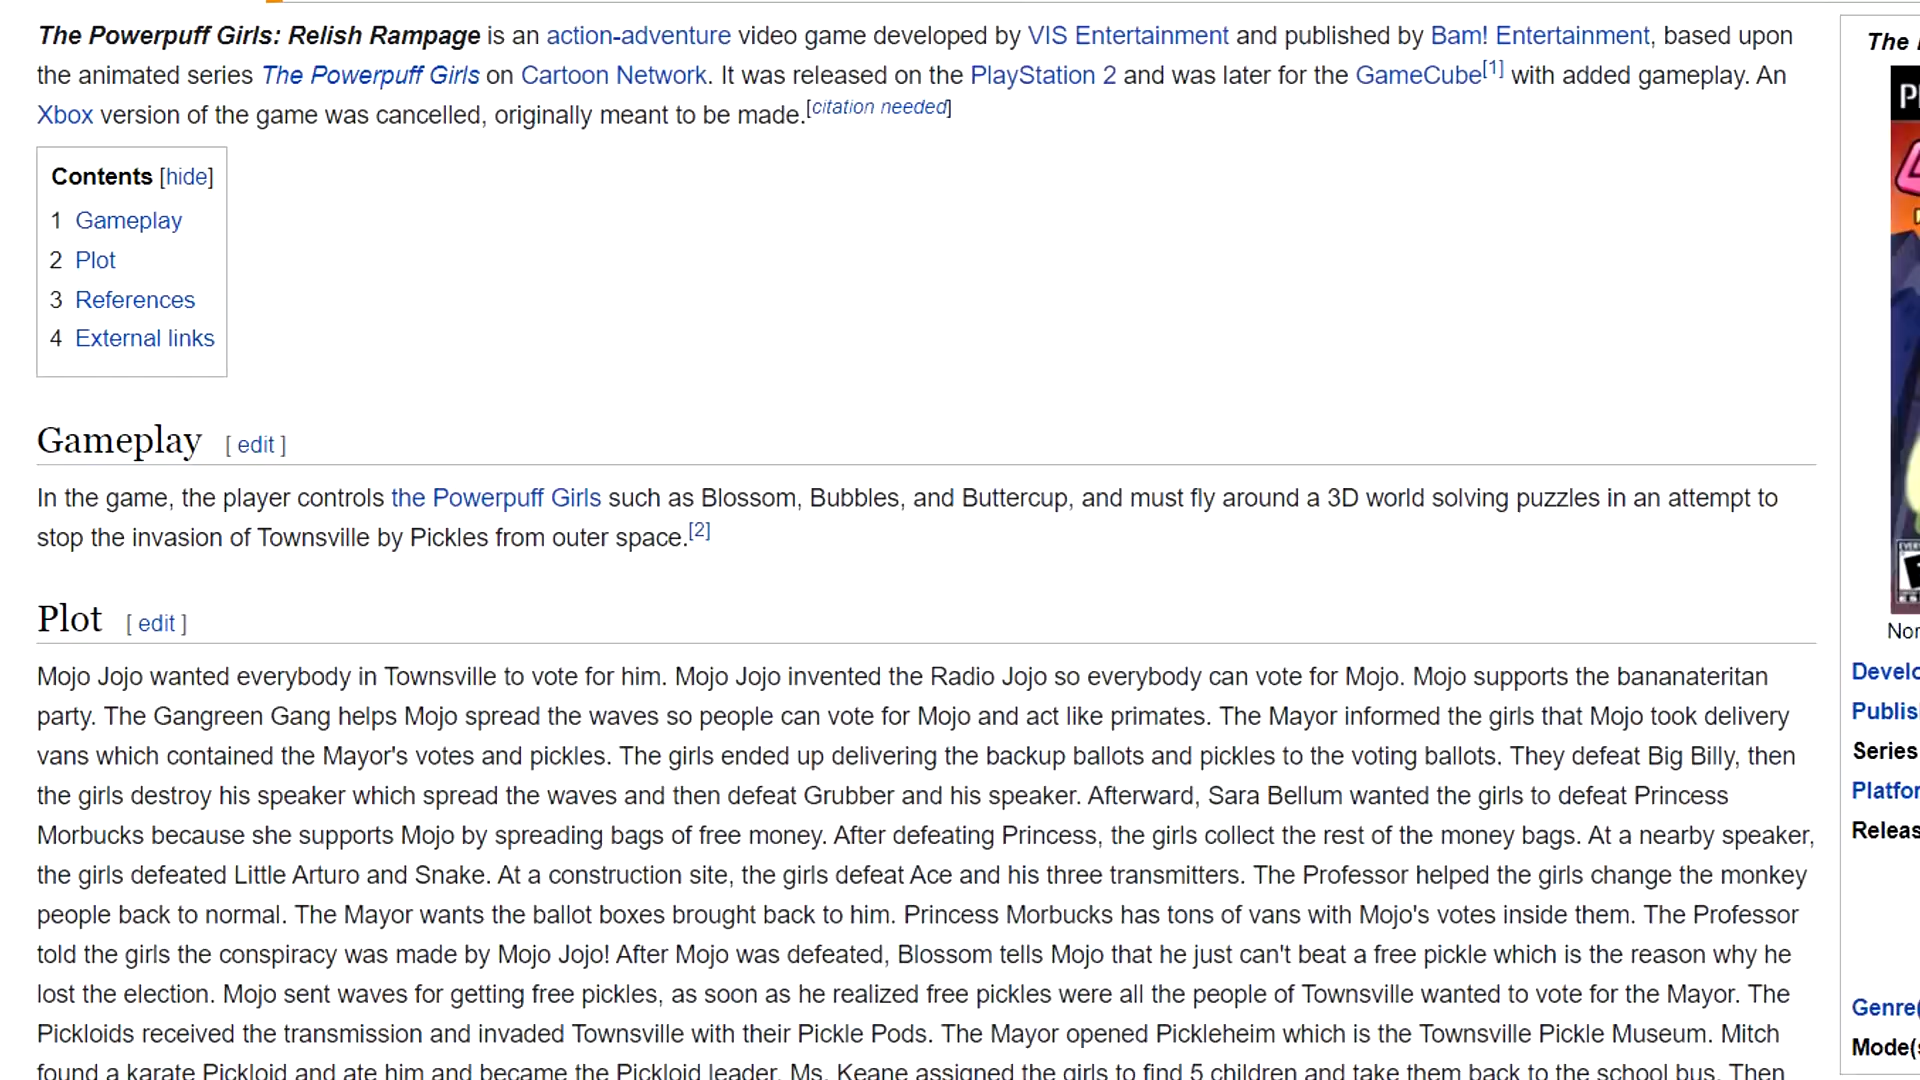 The Powerpuff Girls: Relish Rampage is an action-adventure video game developed by VIS Entertainment and published by Bam! Entertainment, based upon
the animated series The Powerpuff Girls on Cartoon Network. It was released on the PlayStation 2 and was later for the GameCube[1] with added gameplay. An
Xbox version of the game was cancelled, originally meant to be made.[citation needed]
Contents [hide]
1 Gameplay
2 Plot
3 References
4 External links
Gameplay [ edit ]
In the game, the player controls the Powerpuff Girls such as Blossom, Bubbles, and Buttercup, and must fly around a 3D world solving puzzles in an attempt to
stop the invasion of Townsville by Pickles from outer space.[2]
Plot [ edit ]
Mojo Jojo wanted everybody in Townsville to vote for him. Mojo Jojo invented the Radio Jojo so everybody can vote for Mojo. Mojo supports the bananateritan
party. The Gangreen Gang helps Mojo spread the waves so people can vote for Mojo and act like primates. The Mayor informed the girls that Mojo took delivery
vans which contained the Mayor's votes and pickles. The girls ended up delivering the backup ballots and pickles to the voting ballots. They defeat Big Billy, then
the girls destroy his speaker which spread the waves and then defeat Grubber and his speaker. Afterward, Sara Bellum wanted the girls to defeat Princess
Morbucks because she supports Mojo by spreading bags of free money. After defeating Princess, the girls collect the rest of the money bags. At a nearby speaker,
the girls defeated Little Arturo and Snake. At a construction site, the girls defeat Ace and his three transmitters. The Professor helped the girls change the monkey
people back to normal. The Mayor wants the ballot boxes brought back to him. Princess Morbucks has tons of vans with Mojo's votes inside them. The Professor
told the girls the conspiracy was made by Mojo Jojo! After Mojo was defeated, Blossom tells Mojo that he just can't beat a free pickle which is the reason why he
lost the election. Mojo sent waves for getting free pickles, as soon as he realized free pickles were all the people of Townsville wanted to vote for the Mayor. The
Pickloids received the transmission and invaded Townsville with their Pickle Pods. The Mayor opened Pickleheim which is the Townsville Pickle Museum. Mitch
found a karate Pickloid and ate him and became the Pickloid leader. Ms. Keane assigned the girls to find 5 children and take them back to the school bus. Then
The
Nor
Develo
Publis
Series
Platfor
Releas
Genre(
Mode(